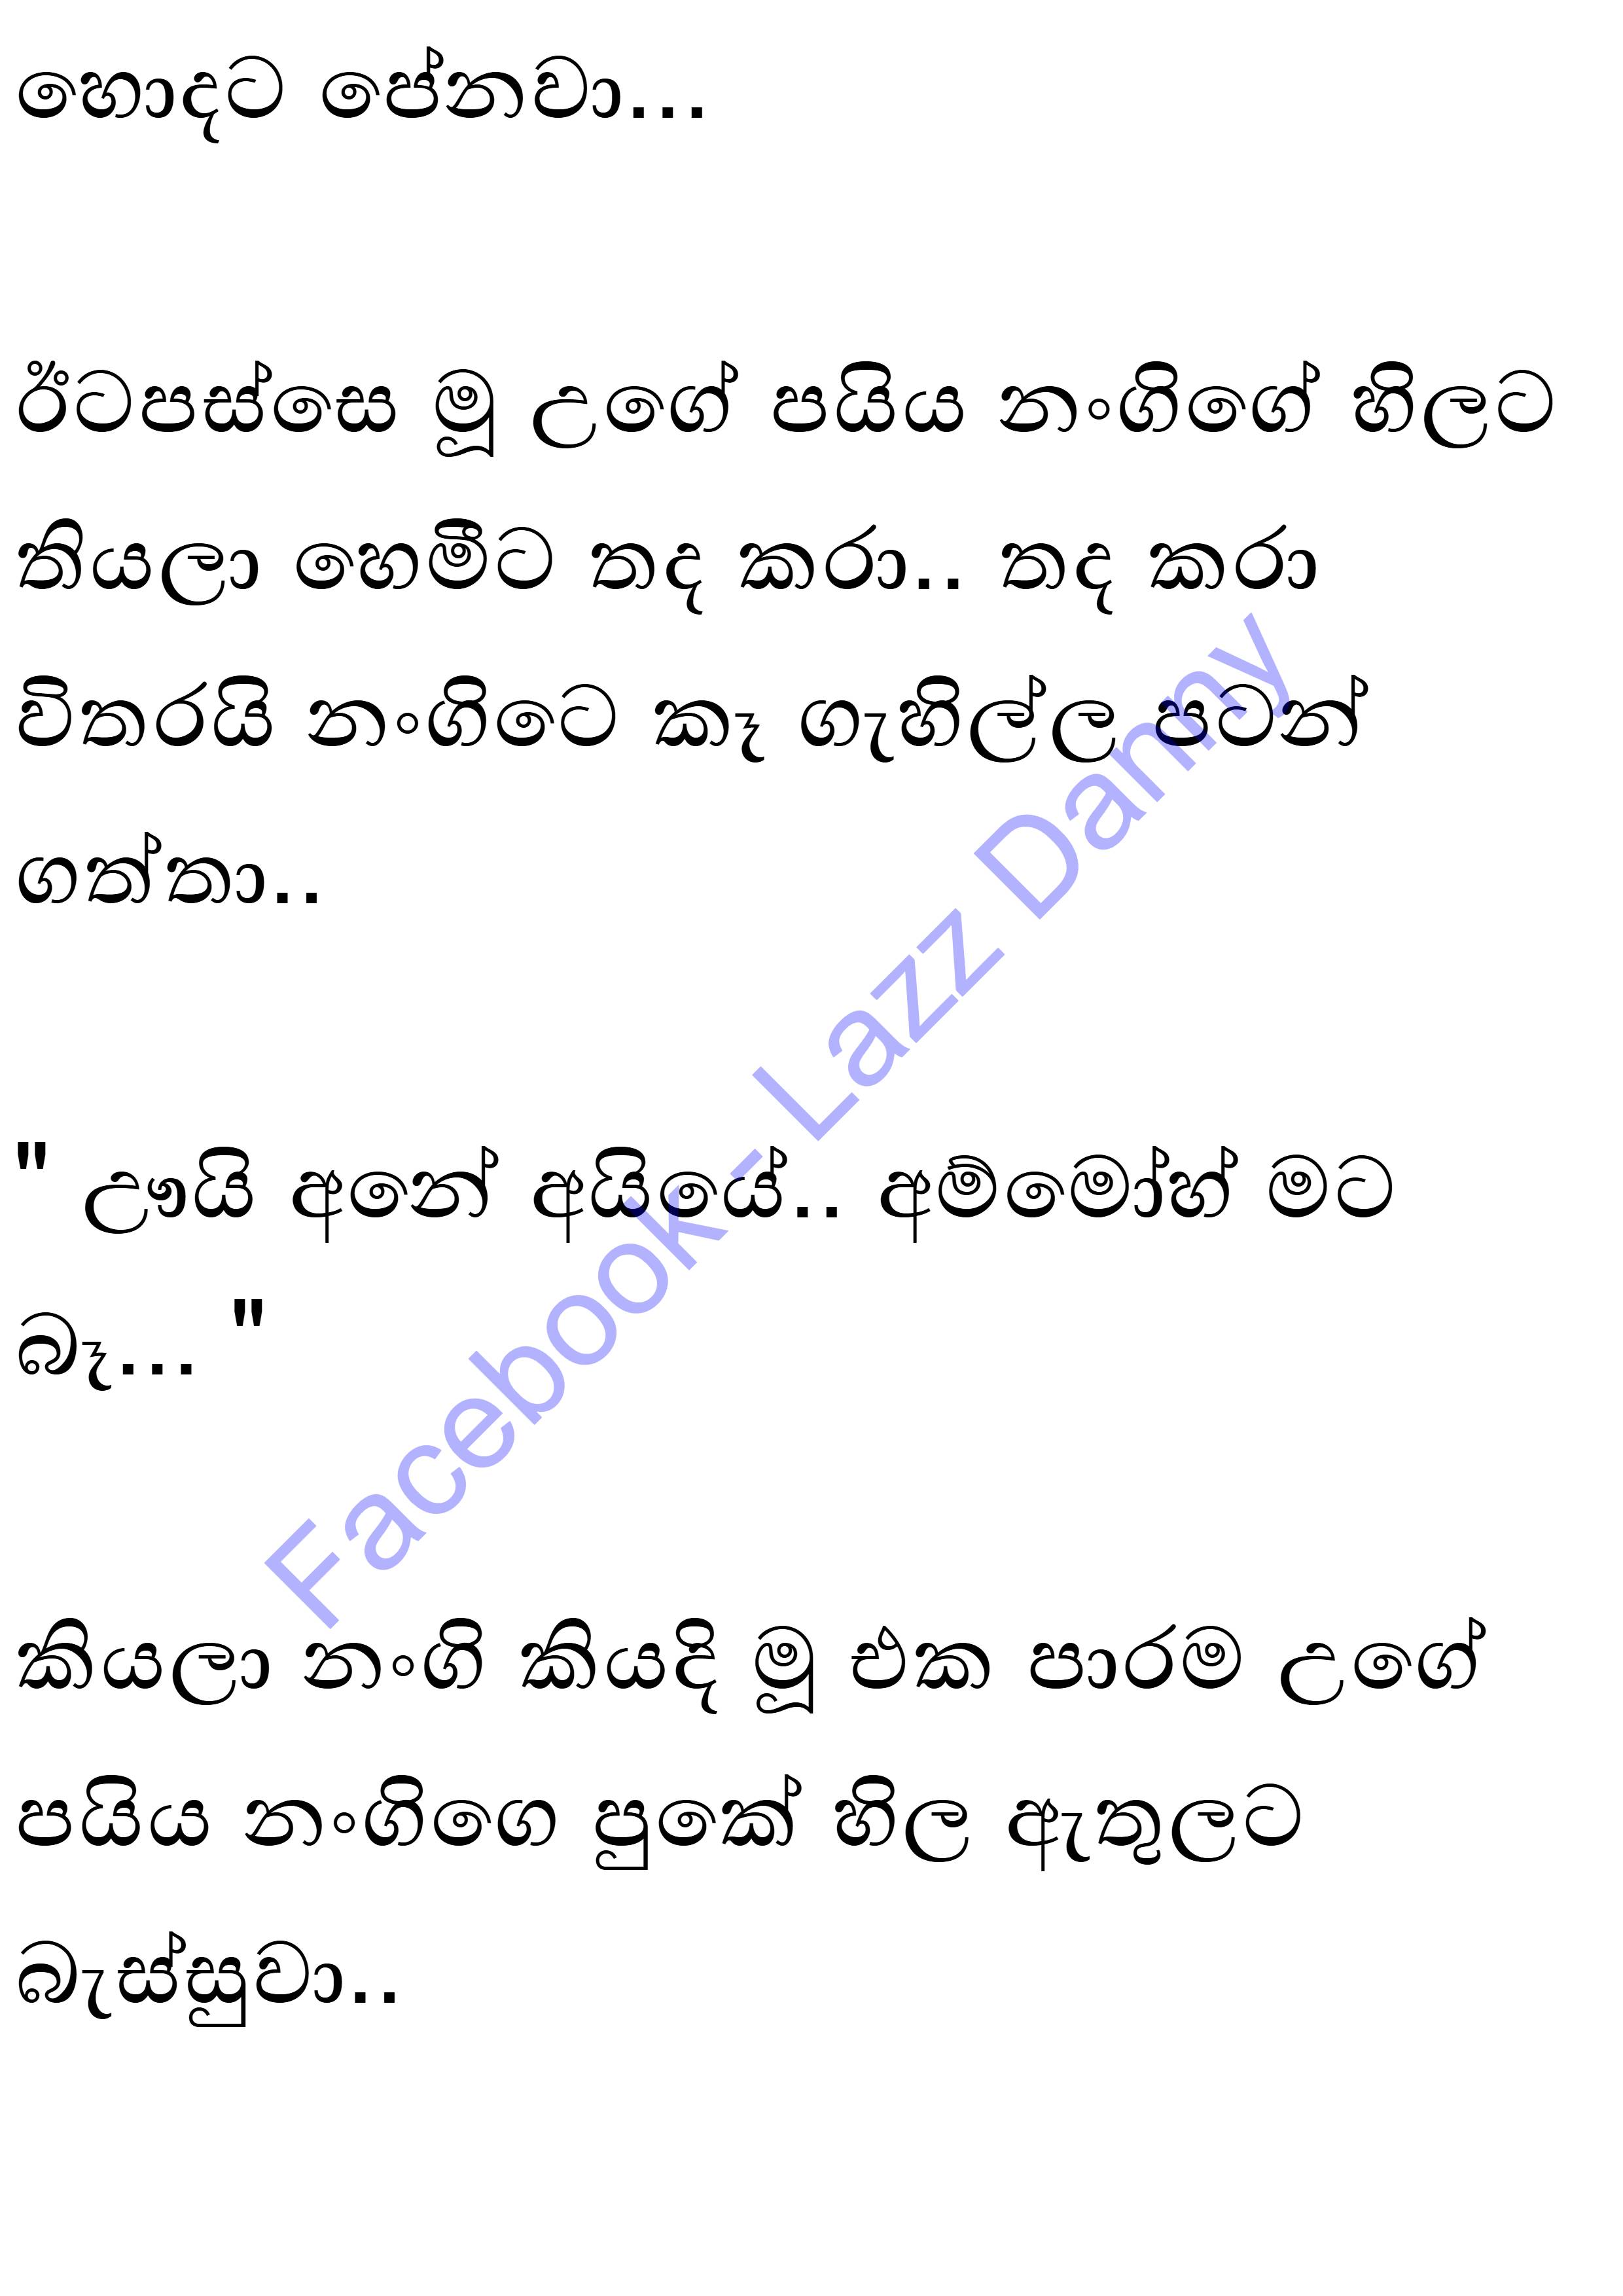 හොදට පේනවා...
ඊටපස්සෙ මූ උගේ පයිය නංගිගේ හිලට
තියලා හෙමීට තද කරා.. තද කරා
විතරයි නංගිටෙ කෑ ගැහිල්ල පටන්
ගත්තා..
" ඌයි අනේ අයියේ.. අම්මෝහ් මට
බෑ... "
කියලා නංගි කියදි මූ එක පාරම උගේ
පයිය නංගිගෙ පුකේ හිල ඇතුලට
බැස්සුවා..
Facebook - Lazz Danny